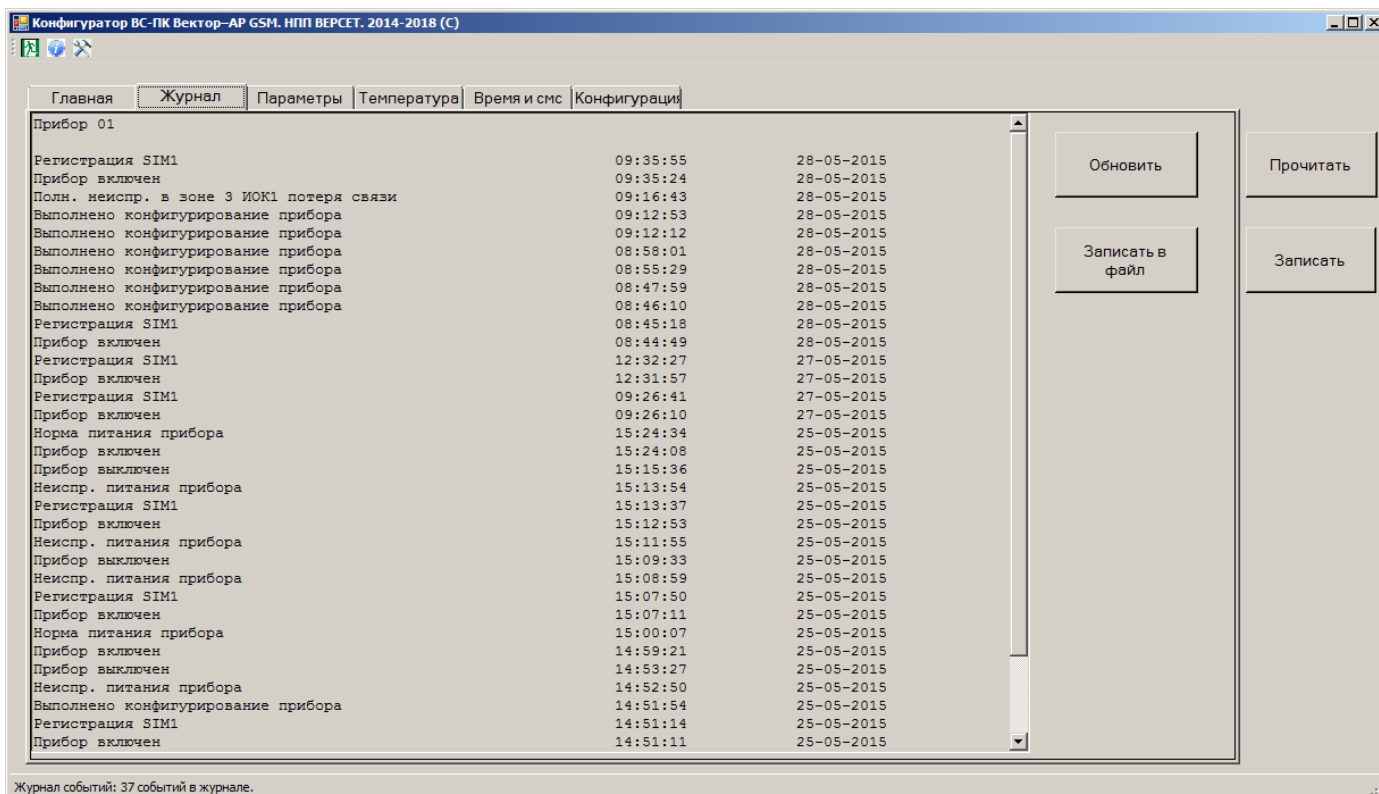 Конфигуратор ВС-ПК Вектор–АР GSM. НПП ВЕРСЕТ. 2014-2018 (С)
Главная Журнал Параметры Температура Время и смс Конфигурация
Прибор 01
Регистрация SIM1 09:35:55 28-05-2015
Прибор включен 09:35:24 28-05-2015
Полн. неиспр. в зоне 3 ИОК1 потеря связи 09:16:43 28-05-2015
Выполнено конфигурирование прибора 09:12:53 28-05-2015
Выполнено конфигурирование прибора 09:12:12 28-05-2015
Выполнено конфигурирование прибора 08:58:01 28-05-2015
Выполнено конфигурирование прибора 08:55:29 28-05-2015
Выполнено конфигурирование прибора 08:47:59 28-05-2015
Выполнено конфигурирование прибора 08:46:10 28-05-2015
Регистрация SIM1 08:45:18 28-05-2015
Прибор включен 08:44:49 28-05-2015
Регистрация SIM1 12:32:27 27-05-2015
Прибор включен 12:31:57 27-05-2015
Регистрация SIM1 09:26:41 27-05-2015
Прибор включен 09:26:10 27-05-2015
Норма питания прибора 15:24:34 25-05-2015
Прибор включен 15:24:08 25-05-2015
Прибор выключен 15:15:36 25-05-2015
Неиспр. питания прибора 15:13:54 25-05-2015
Регистрация SIM1 15:13:37 25-05-2015
Прибор включен 15:12:53 25-05-2015
Неиспр. питания прибора 15:11:55 25-05-2015
Прибор выключен 15:09:33 25-05-2015
Неиспр. питания прибора 15:08:59 25-05-2015
Регистрация SIM1 15:07:50 25-05-2015
Прибор включен 15:07:11 25-05-2015
Норма питания прибора 15:00:07 25-05-2015
Прибор включен 14:59:21 25-05-2015
Прибор выключен 14:53:27 25-05-2015
Неиспр. питания прибора 14:52:50 25-05-2015
Выполнено конфигурирование прибора 14:51:54 25-05-2015
Регистрация SIM1 14:51:14 25-05-2015
Прибор включен 14:51:11 25-05-2015
Обновить
Прочитать
Записать в
файл
Записать
Журнал событий: 37 событий в журнале.